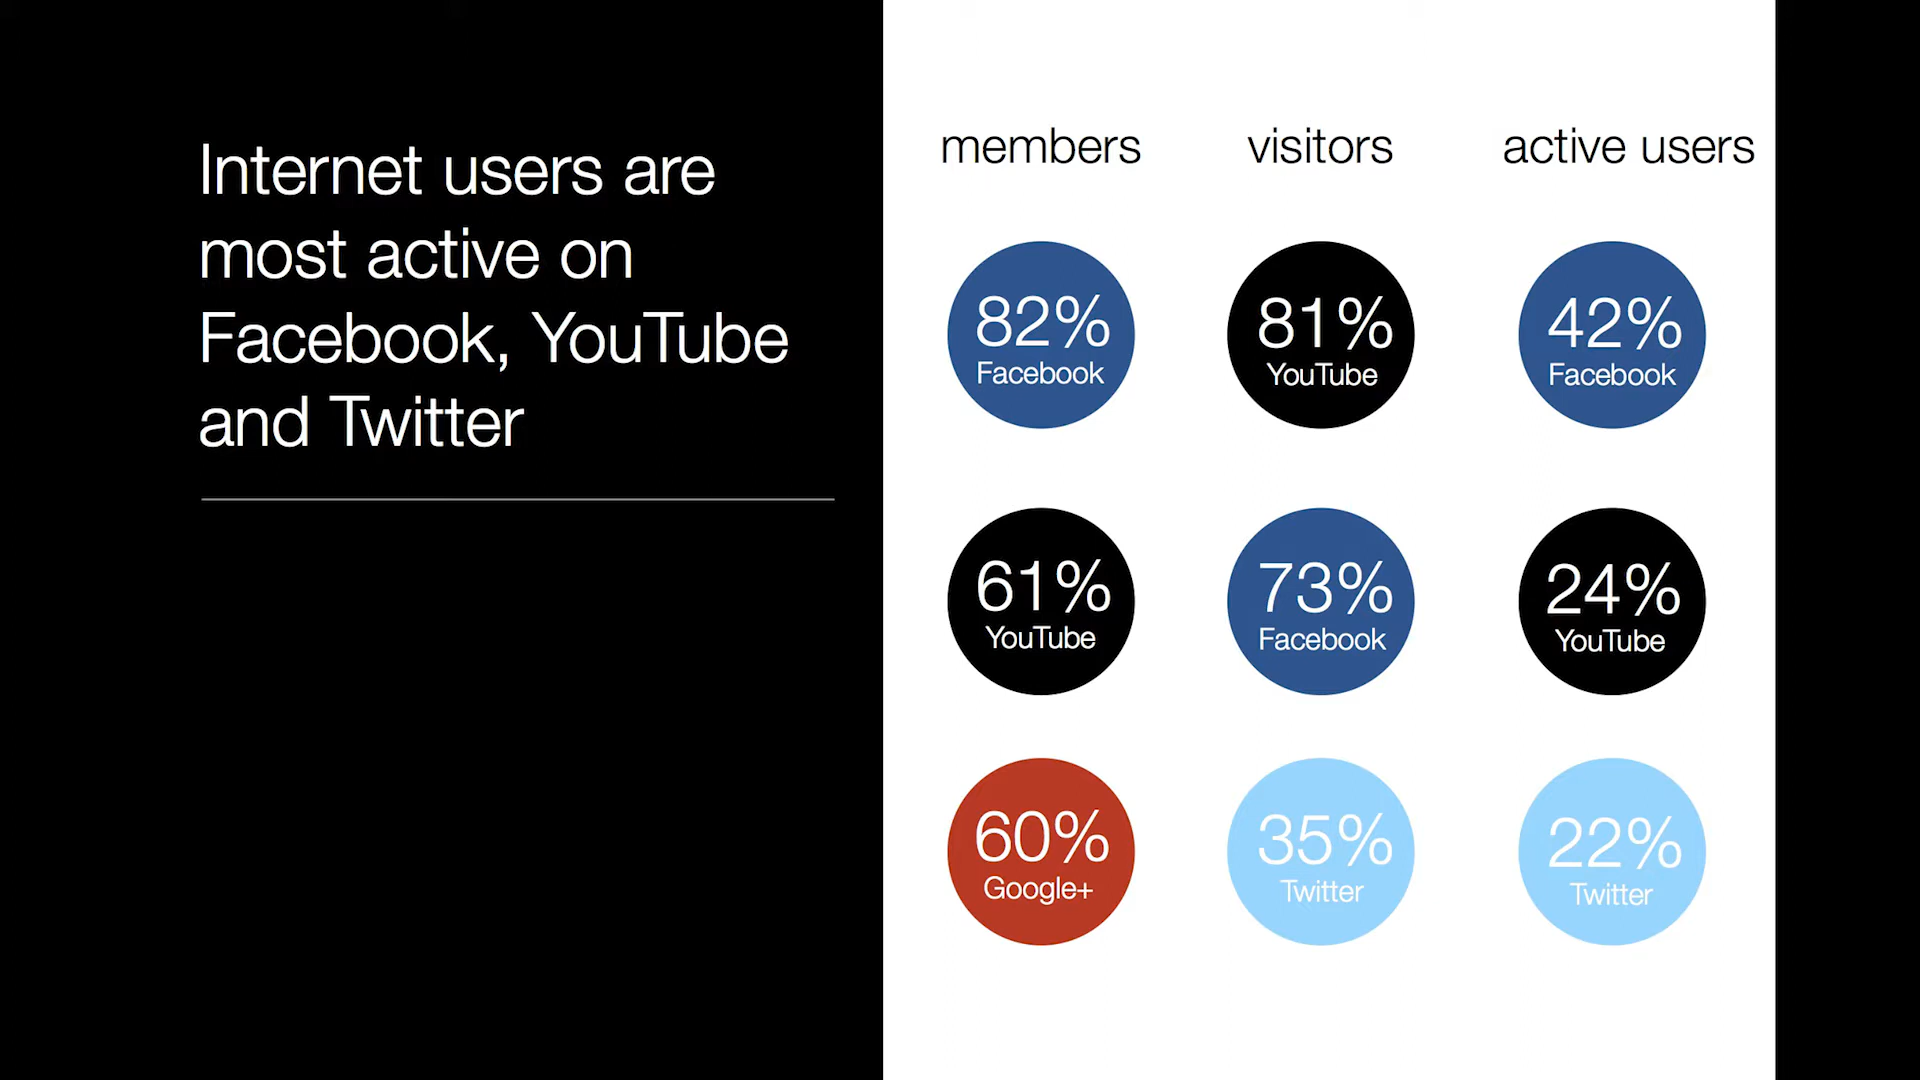 Internet users are
most active on
Facebook, YouTube
and Twitter
members visitors active users
82% 81% 42%
Facebook YouTube Facebook
61% 73% 24%
YouTube Facebook YouTube
60% 35% 22%
Google+ Twitter Twitter